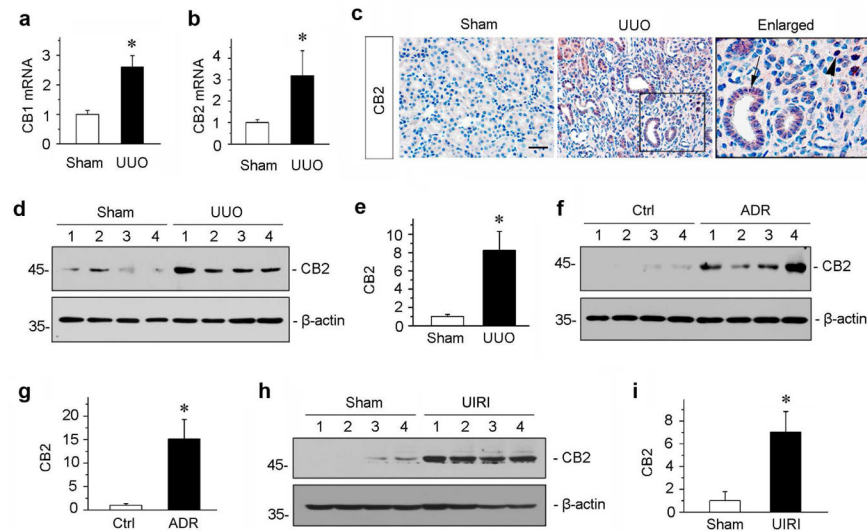 a
CB1 mRNA
4
3
2
1
0
*
Sham UUO
b
CB2 mRNA
5
4
3
2
1
0
*
Sham UUO
c
Sham UUO Enlarged
CB2
d
Sham UUO
1 2 3 4 1 2 3 4
45- - CB2
35- - β-actin
e
CB2
10
8
6
4
2
0
*
Sham UUO
f
Ctrl ADR
1 2 3 4 1 2 3 4
45- - CB2
35- - β-actin
g
CB2
20
15
15
10
5
0
*
Ctrl ADR
h
Sham UIRI
1 2 3 4 1 2 3 4
45- - CB2
35- - β-actin
i
CB2
8
6
4
2
0
*
Sham UIRI